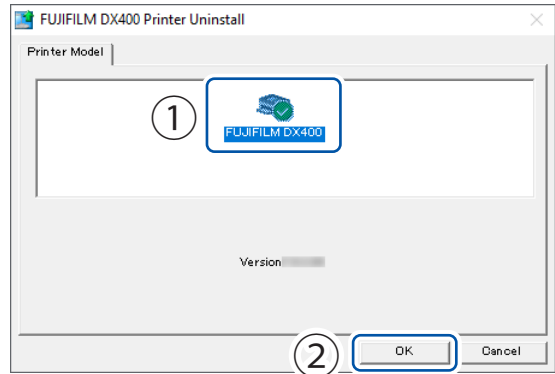 FUJIFILM DX400 Printer Uninstall
Printer Model
①
FUJIFILM DX400
Version
② OK Cancel